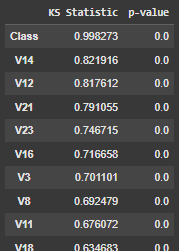 KS Statistic p-value
Class 0.998273 0.0
V14 0.821916 0.0
V12 0.817612 0.0
V21 0.791055 0.0
V23 0.746715 0.0
V16 0.716658 0.0
V3 0.701101 0.0
V8 0.692479 0.0
V11 0.676072 0.0
V18 0.634683 0.0